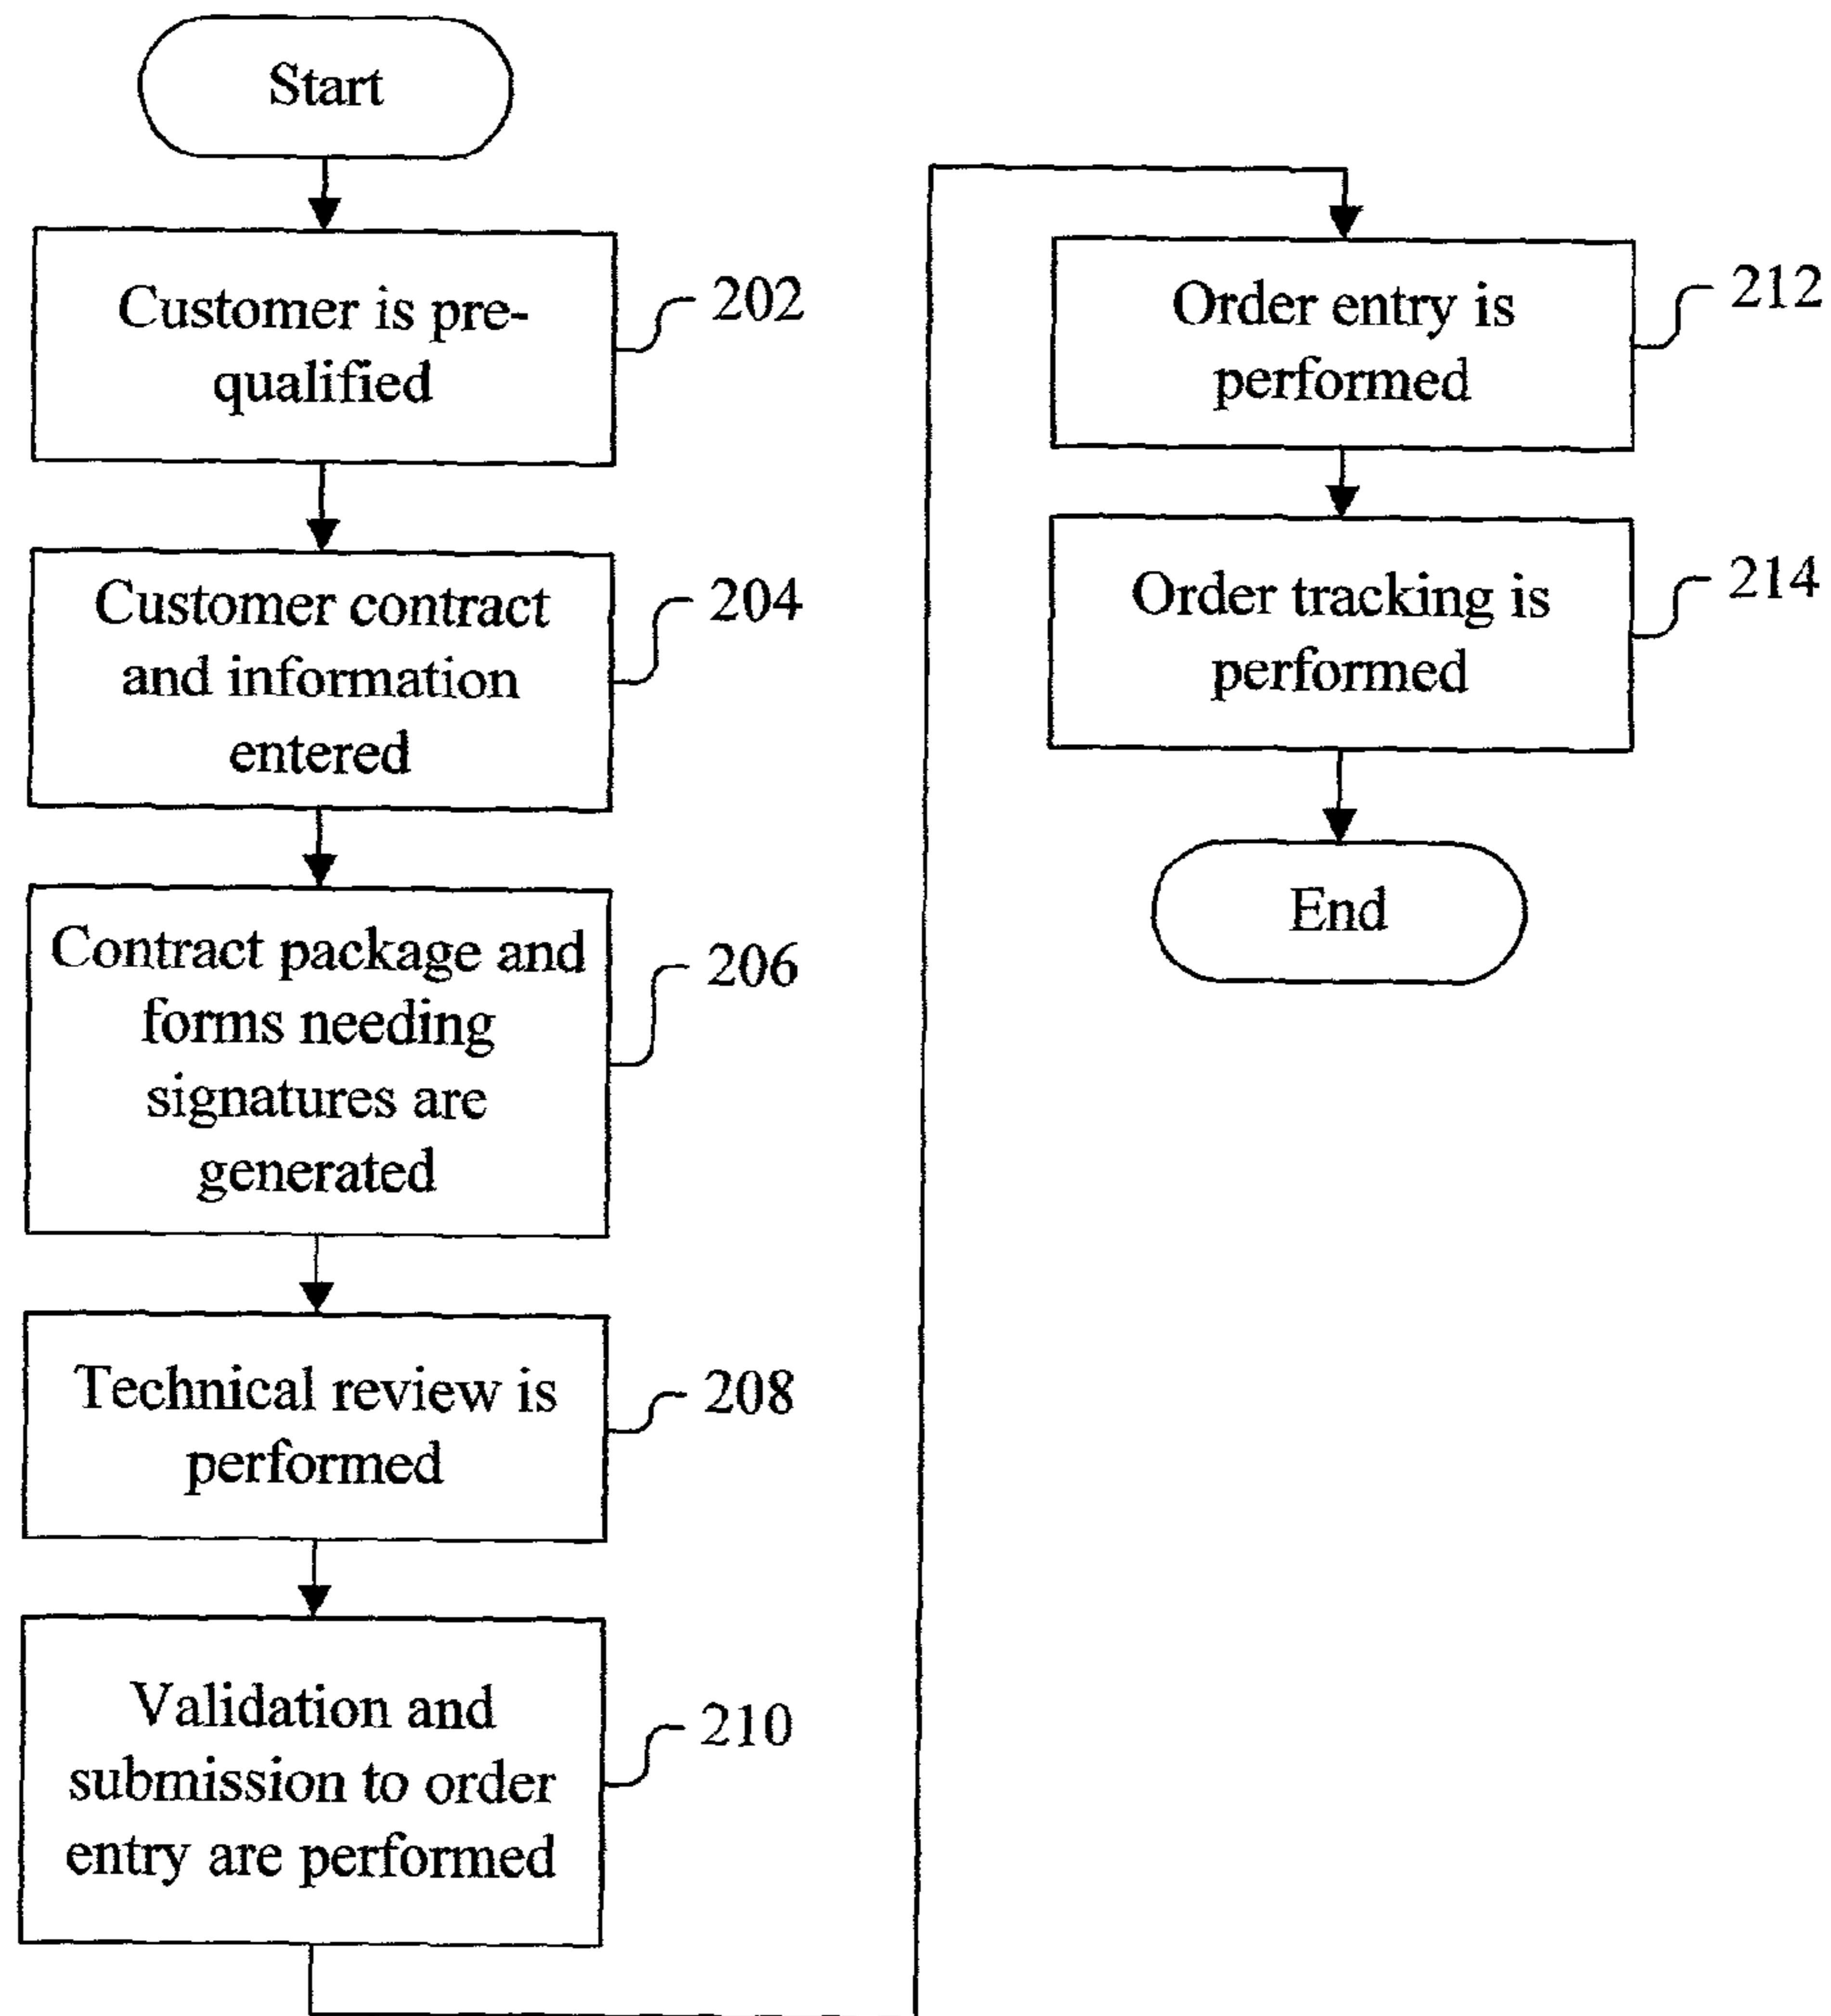 Start
Customer is pre-
qualified
202
Customer contract
and information
entered
204
Contract package and
forms needing
signatures are
generated
206
Technical review is
performed
208
Validation and
submission to order
entry are performed
210
Order entry is
performed
212
Order tracking is
performed
214
End